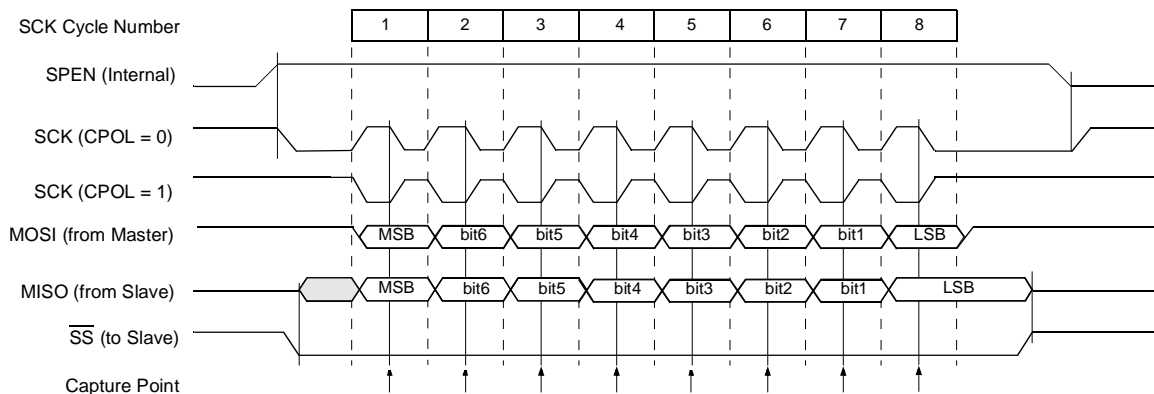 SCK Cycle Number 1 2 3 4 5 6 7 8
SPEN (Internal)
SCK (CPOL = 0)
SCK (CPOL = 1)
MOSI (from Master) MSB bit6 bit5 bit4 bit3 bit2 bit1 LSB
MISO (from Slave) MSB bit6 bit5 bit4 bit3 bit2 bit1 LSB
S̅S̅ (to Slave)
Capture Point